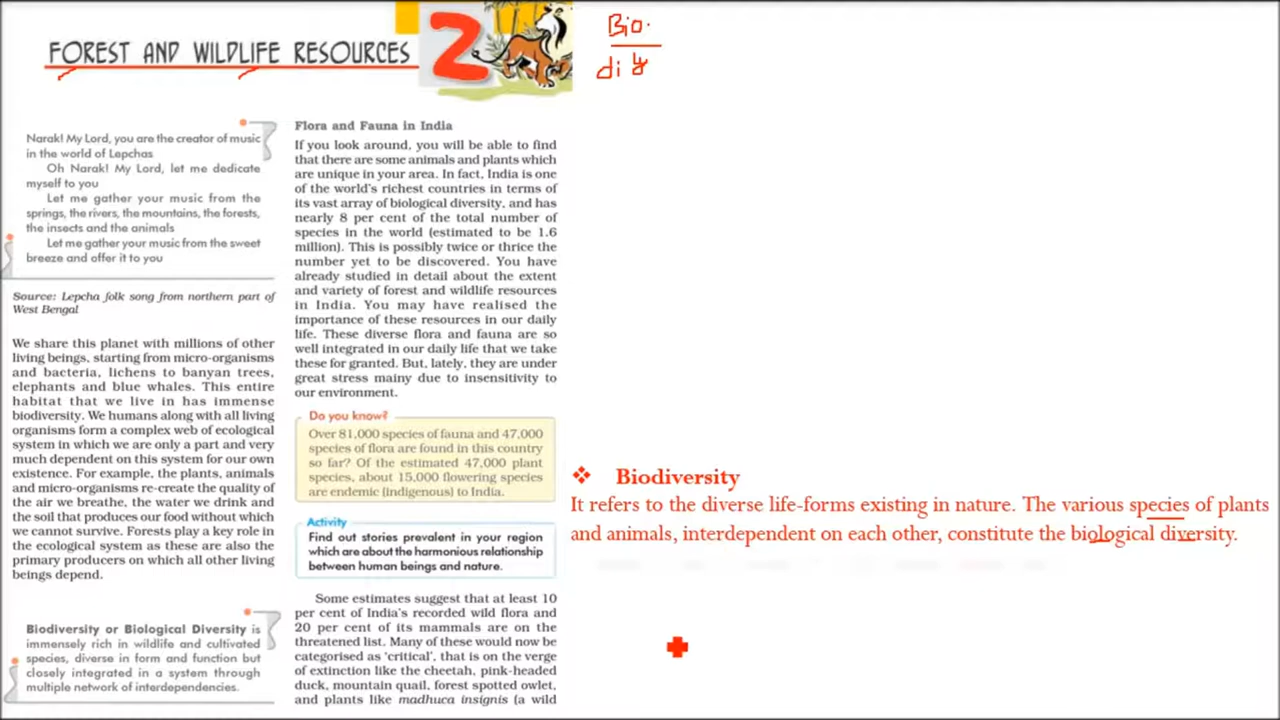 FOREST AND WILDLIFE RESOURCES
2
Bio.
di y
Narak! My Lord, you are the creator of music
in the world of Lepchas
Oh Narak! My Lord, let me dedicate
myself to you
Let me gather your music from the
springs, the rivers, the mountains, the forests,
the insects and the animals
Let me gather your music from the sweet
breeze and offer it to you
Source: Lepcha folk song from northern part of
West Bengal
We share this planet with millions of other
living beings, starting from micro-organisms
and bacteria, lichens to banyan trees,
elephants and blue whales. This entire
habitat that we live in has immense
biodiversity. We humans along with all living
organisms form a complex web of ecological
system in which we are only a part and very
much dependent on this system for our own
existence. For example, the plants, animals
and micro-organisms re-create the quality of
the air we breathe, the water we drink and
the soil that produces our food without which
we cannot survive. Forests play a key role in
the ecological system as these are also the
primary producers on which all other living
beings depend.
Biodiversity or Biological Diversity is
immensely rich in wildlife and cultivated
species, diverse in form and function but
closely integrated in a system through
multiple network of interdependencies.
Flora and Fauna in India
If you look around, you will be able to find
that there are some animals and plants which
are unique in your area. In fact, India is one
of the world's richest countries in terms of
its vast array of biological diversity, and has
nearly 8 per cent of the total number of
species in the world (estimated to be 1.6
million). This is possibly twice or thrice the
number yet to be discovered. You have
already studied in detail about the extent
and variety of forest and wildlife resources
in India. You may have realised the
importance of these resources in our daily
life. These diverse flora and fauna are so
well integrated in our daily life that we take
these for granted. But, lately, they are under
great stress mainy due to insensitivity to
our environment.
Do you know?
Over 81,000 species of fauna and 47,000
species of flora are found in this country
so far? Of the estimated 47,000 plant
species, about 15,000 flowering species
are endemic (indigenous) to India.
Activity
Find out stories prevalent in your region
which are about the harmonious relationship
between human beings and nature.
Some estimates suggest that at least 10
per cent of India's recorded wild flora and
20 per cent of its mammals are on the
threatened list. Many of these would now be
categorised as 'critical', that is on the verge
of extinction like the cheetah, pink-headed
duck, mountain quail, forest spotted owlet,
and plants like madhuca insignis (a wild
❖ Biodiversity
It refers to the diverse life-forms existing in nature. The various species of plants
and animals, interdependent on each other, constitute the biological diversity.